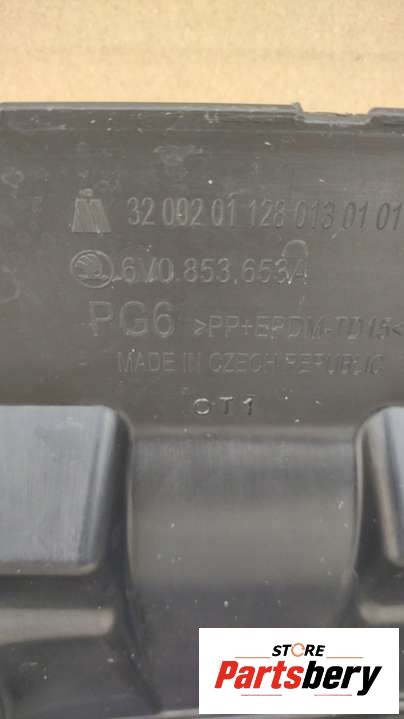 32 092 01 128 013 01 01
6V0.853.653A
PG6 >PP+EPDM-TD15<
MADE IN CZECH REPUBLIC
OT1
STORE
Partsbery